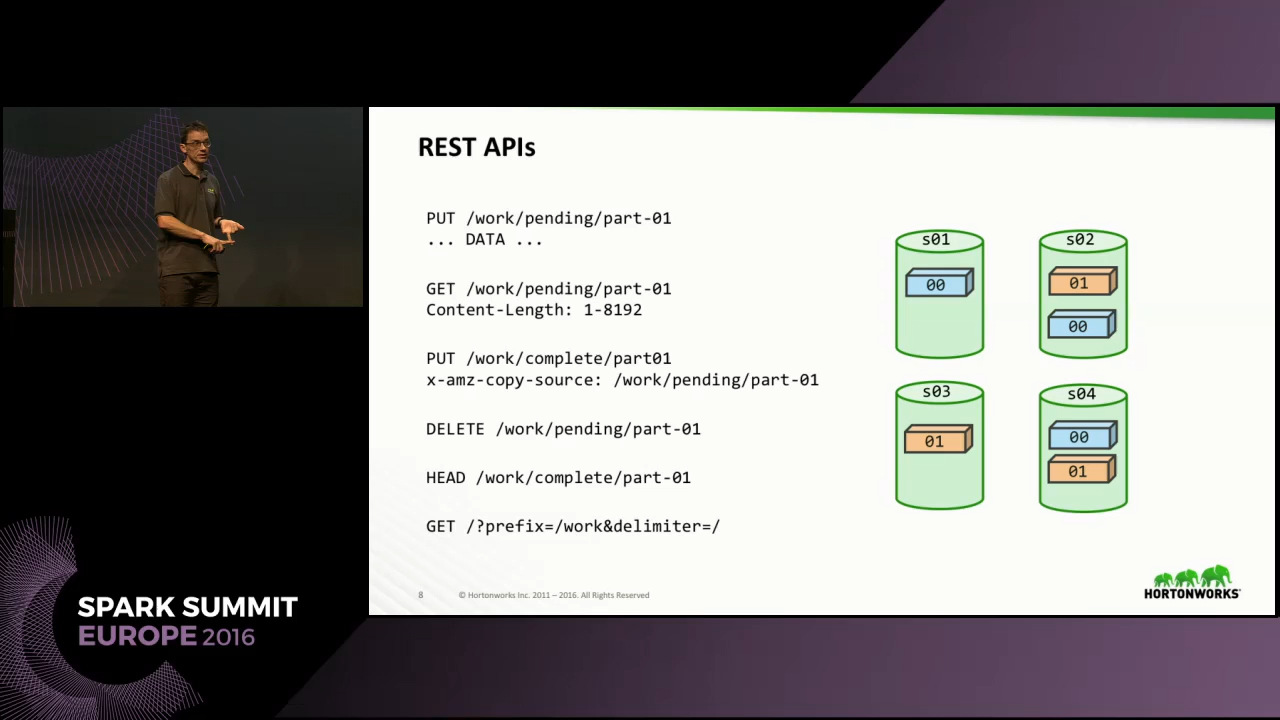 REST APIs
PUT /work/pending/part-01
... DATA ...
GET /work/pending/part-01
Content-Length: 1-8192
PUT /work/complete/part01
x-amz-copy-source: /work/pending/part-01
DELETE /work/pending/part-01
HEAD /work/complete/part-01
GET /?prefix=/work&delimiter=/
s01
00
s02
01
00
s03
01
s04
00
01
8
© Hortonworks Inc. 2011 – 2016. All Rights Reserved
HORTONWORKS
SPARK SUMMIT
EUROPE 2016